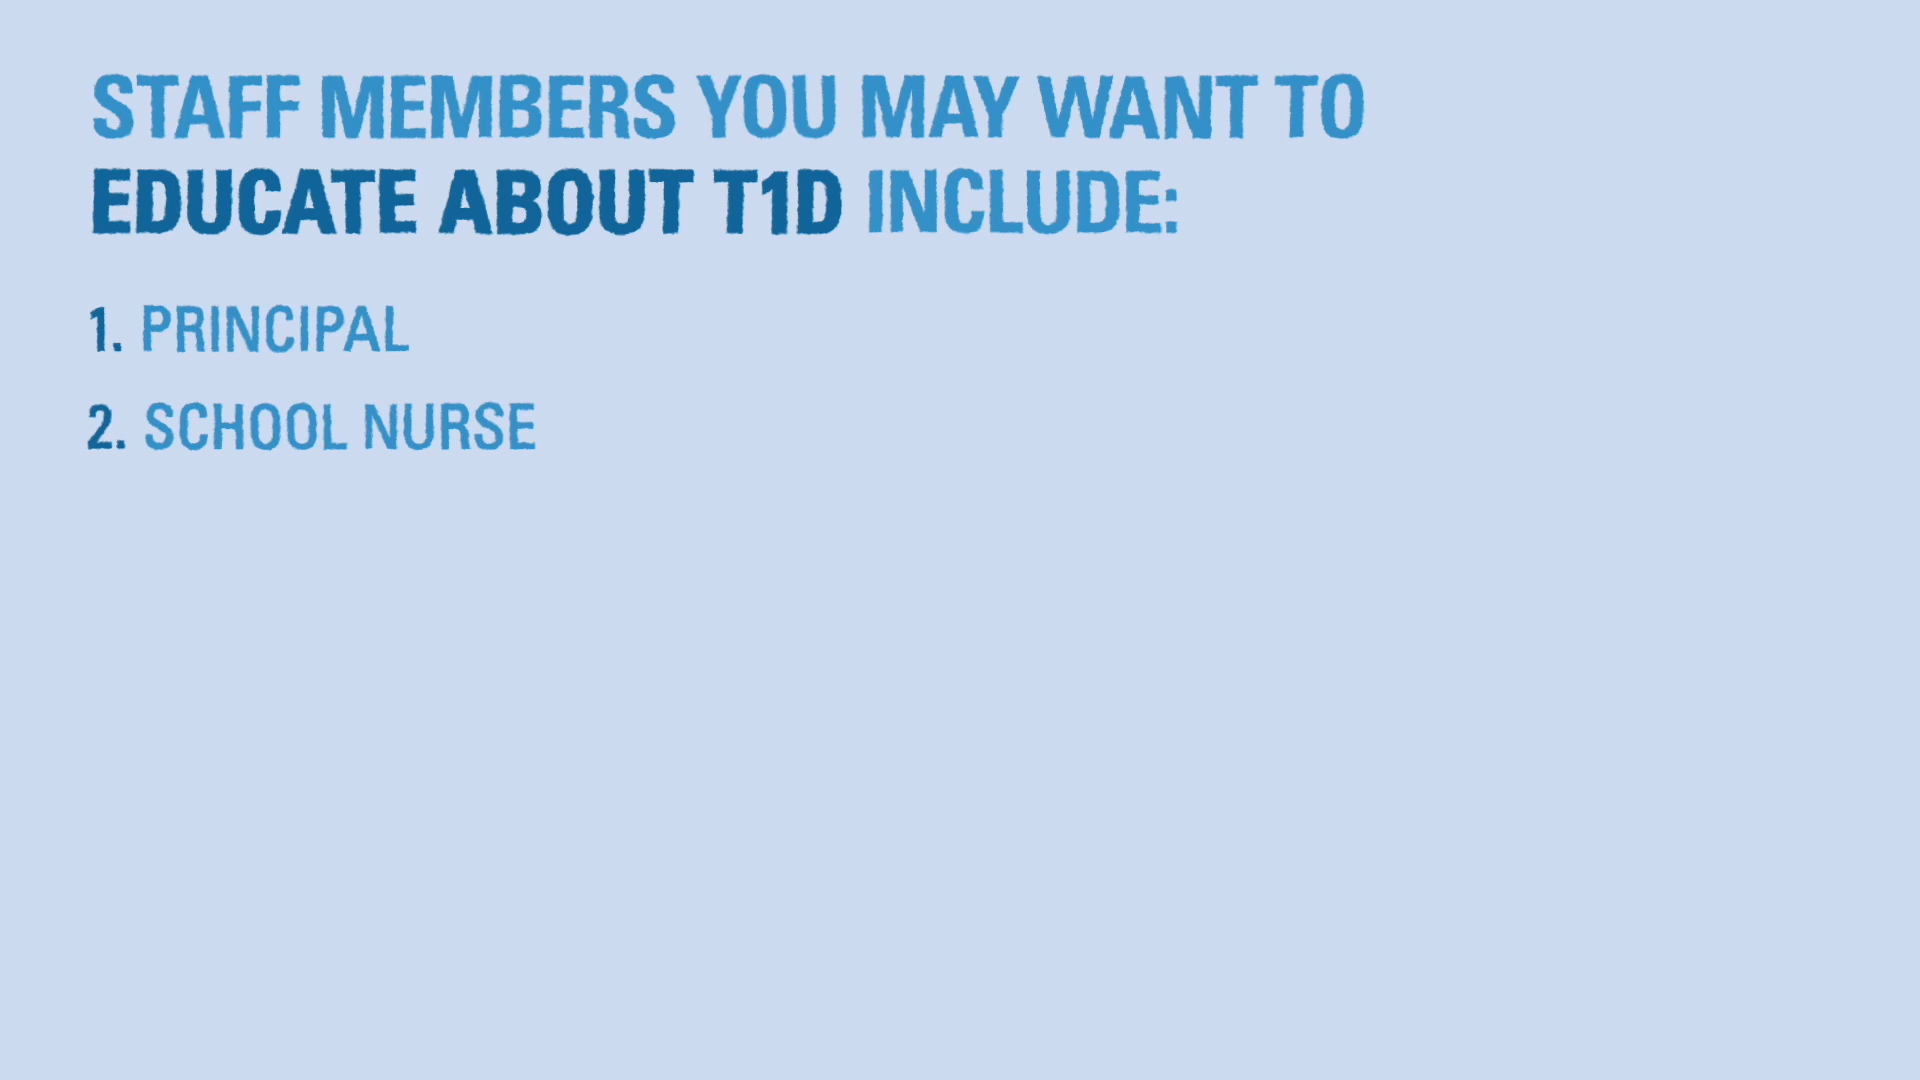 STAFF MEMBERS YOU MAY WANT TO
EDUCATE ABOUT T1D INCLUDE:
1. PRINCIPAL
2. SCHOOL NURSE